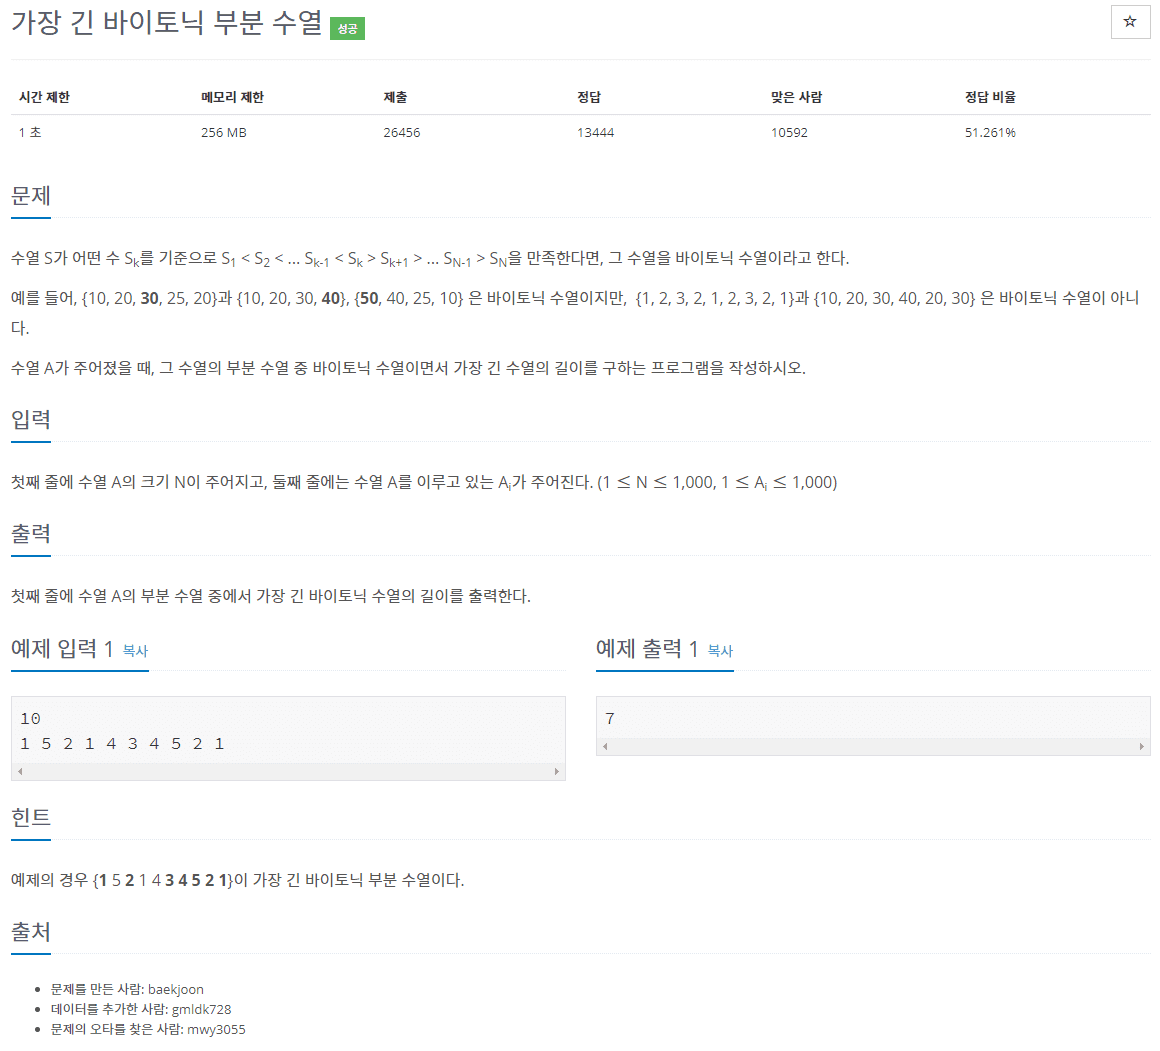 가장 긴 바이토닉 부분 수열 성공
☆
시간 제한 메모리 제한 제출 정답 맞은 사람 정답 비율
1 초 256 MB 26456 13444 10592 51.261%
문제
수열 S가 어떤 수 Sk를 기준으로 S1 < S2 < ... Sk-1 < Sk > Sk+1 > ... SN-1 > SN을 만족한다면, 그 수열을 바이토닉 수열이라고 한다.
예를 들어, {10, 20, 30, 25, 20}과 {10, 20, 30, 40}, {50, 40, 25, 10} 은 바이토닉 수열이지만, {1, 2, 3, 2, 1, 2, 3, 2, 1}과 {10, 20, 30, 40, 20, 30} 은 바이토닉 수열이 아니
다.
수열 A가 주어졌을 때, 그 수열의 부분 수열 중 바이토닉 수열이면서 가장 긴 수열의 길이를 구하는 프로그램을 작성하시오.
입력
첫째 줄에 수열 A의 크기 N이 주어지고, 둘째 줄에는 수열 A를 이루고 있는 Ai가 주어진다. (1 ≤ N ≤ 1,000, 1 ≤ Ai ≤ 1,000)
출력
첫째 줄에 수열 A의 부분 수열 중에서 가장 긴 바이토닉 수열의 길이를 출력한다.
예제 입력 1 복사
10
1 5 2 1 4 3 4 5 2 1
예제 출력 1 복사
7
힌트
예제의 경우 {1 5 2 1 4 3 4 5 2 1}이 가장 긴 바이토닉 부분 수열이다.
출처
문제를 만든 사람: baekjoon
데이터를 추가한 사람: gmldk728
문제의 오타를 찾은 사람: mwy3055